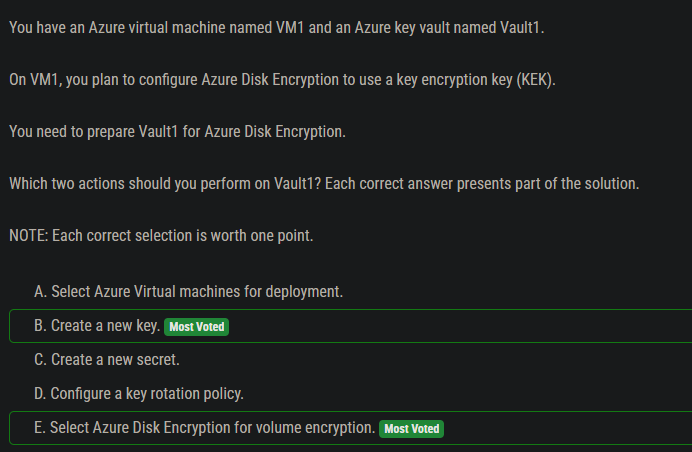 You have an Azure virtual machine named VM1 and an Azure key vault named Vault1.
On VM1, you plan to configure Azure Disk Encryption to use a key encryption key (KEK).
You need to prepare Vault1 for Azure Disk Encryption.
Which two actions should you perform on Vault1? Each correct answer presents part of the solution.
NOTE: Each correct selection is worth one point.
A. Select Azure Virtual machines for deployment.
B. Create a new key. Most Voted
C. Create a new secret.
D. Configure a key rotation policy.
E. Select Azure Disk Encryption for volume encryption. Most Voted